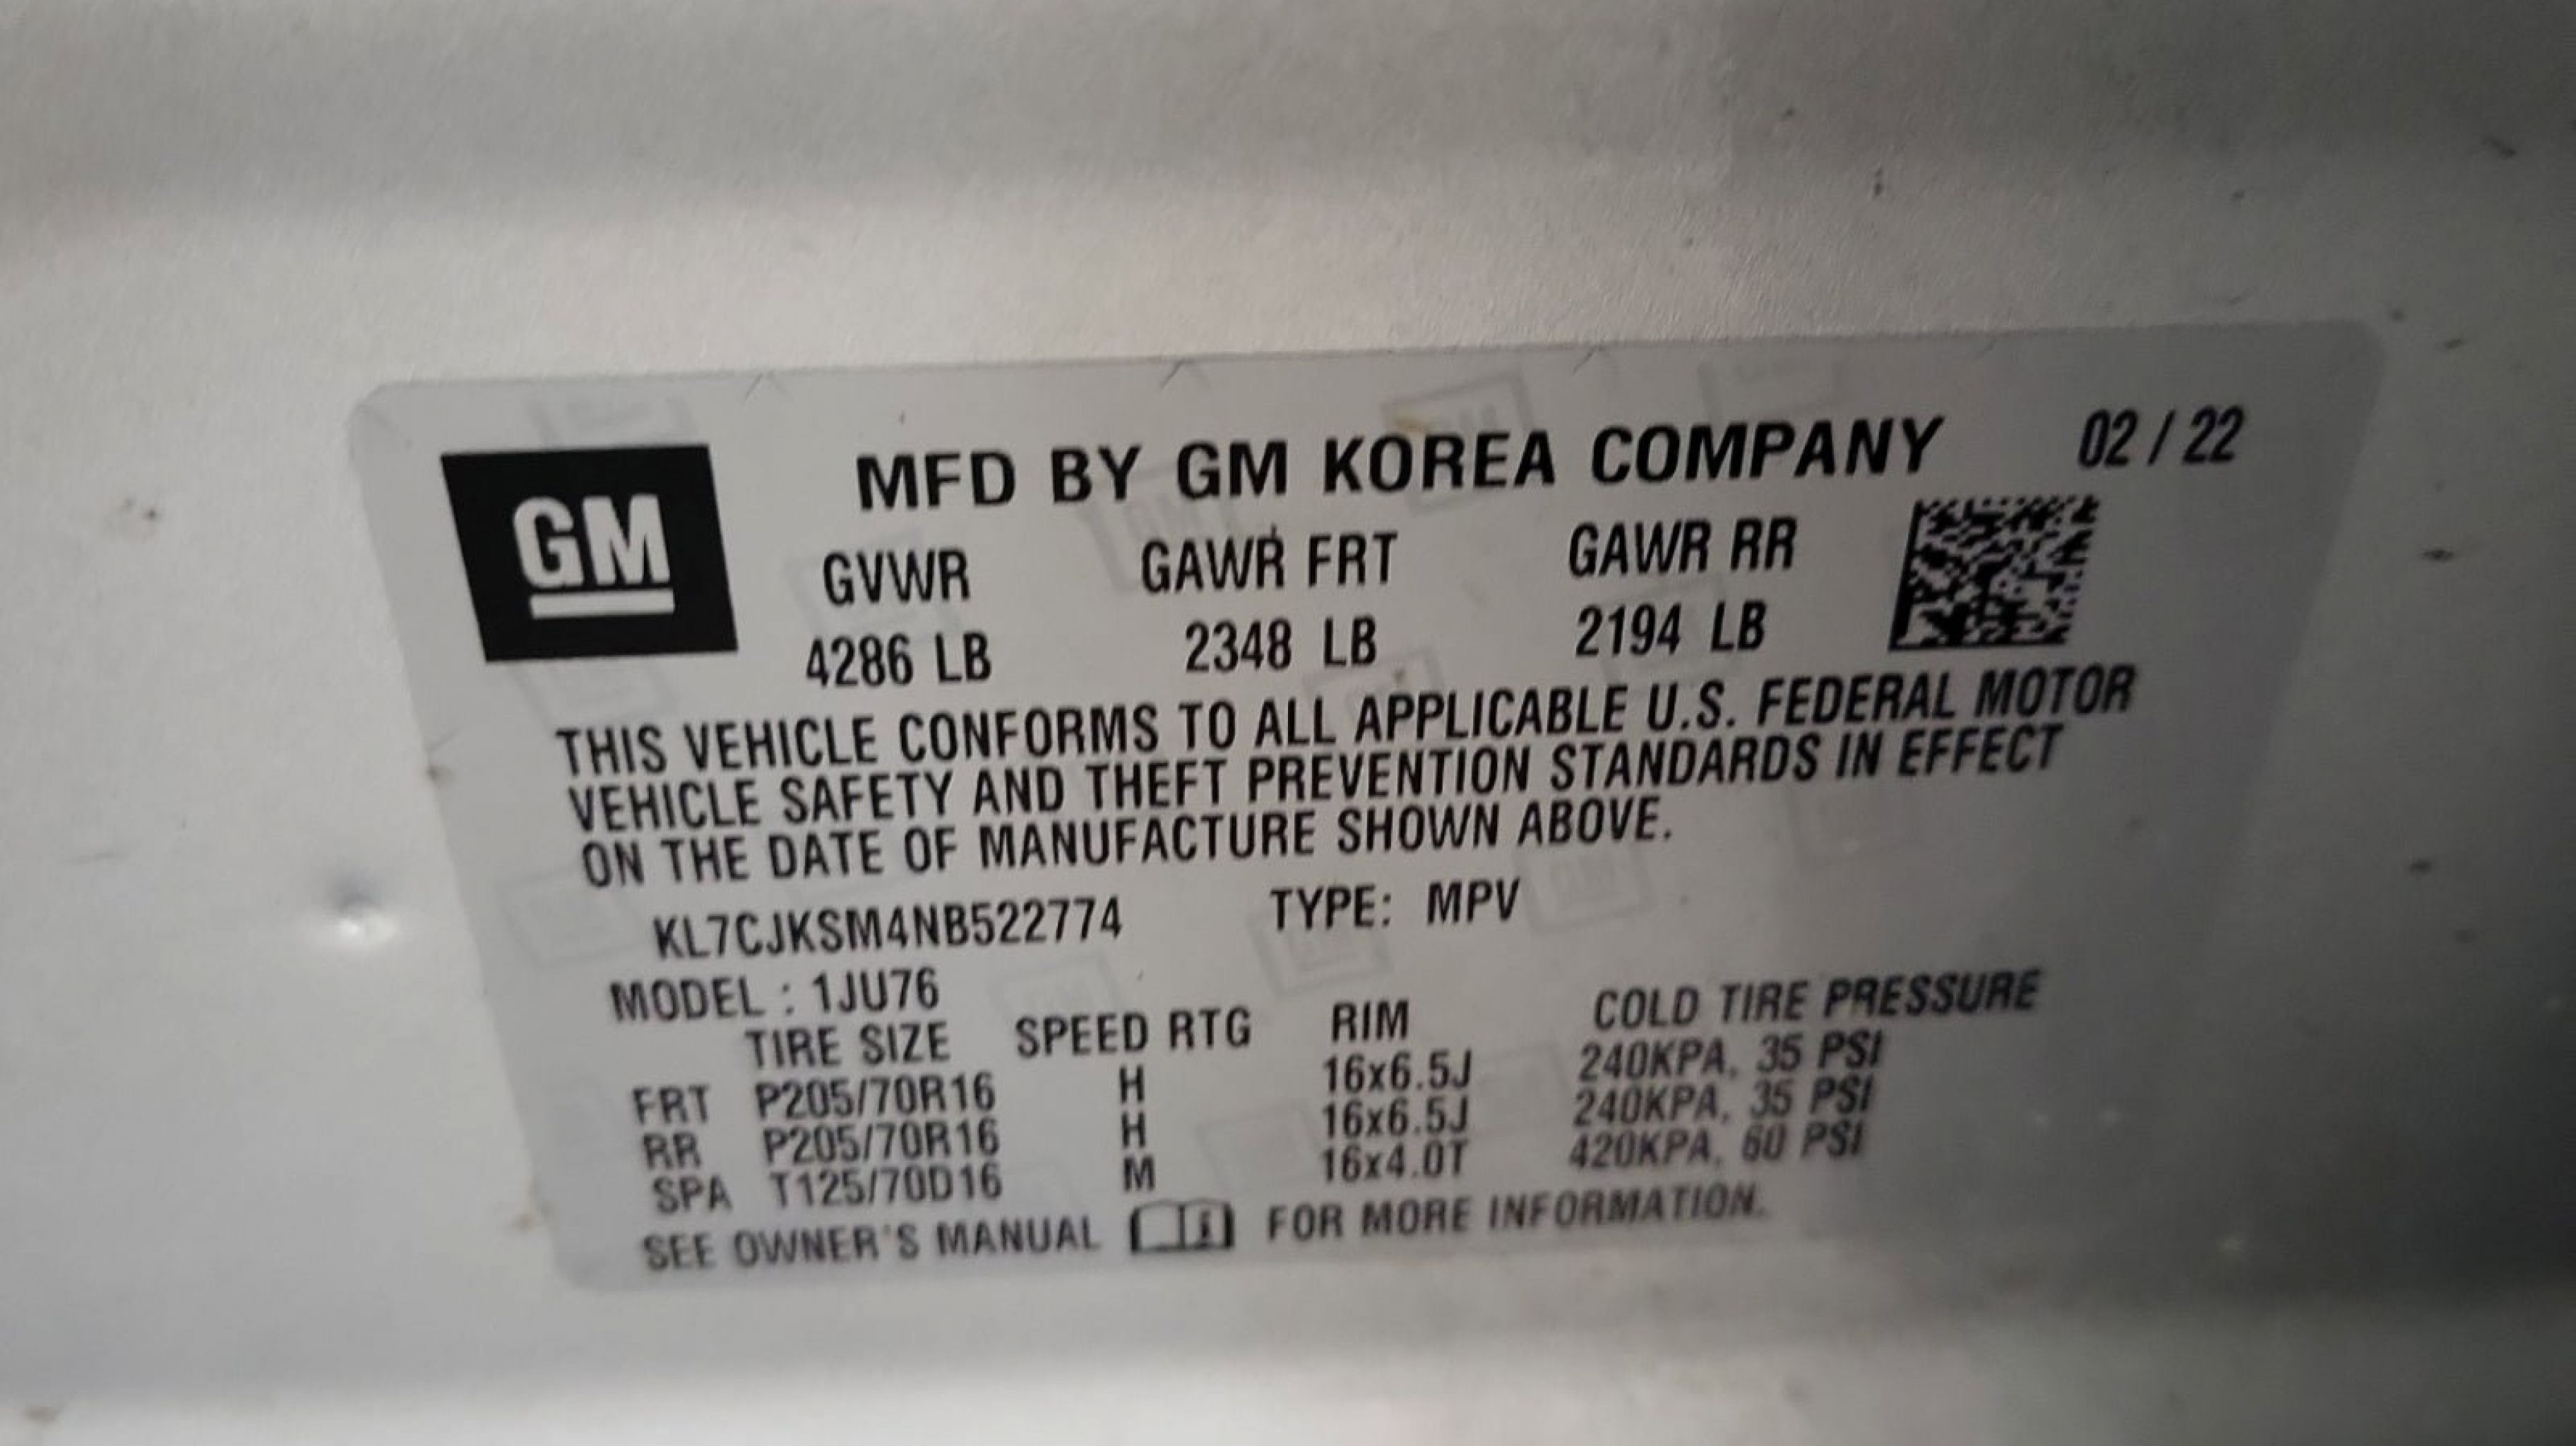 GM
MFD BY GM KOREA COMPANY 02 / 22
GVWR GAWR FRT GAWR RR
4286 LB 2348 LB 2194 LB
THIS VEHICLE CONFORMS TO ALL APPLICABLE U.S. FEDERAL MOTOR
VEHICLE SAFETY AND THEFT PREVENTION STANDARDS IN EFFECT
ON THE DATE OF MANUFACTURE SHOWN ABOVE.
KL7CJKSM4NB522774 TYPE: MPV
MODEL : 1JU76
TIRE SIZE SPEED RTG RIM COLD TIRE PRESSURE
FRT P205/70R16 H 16x6.5J 240KPA, 35 PSI
RR P205/70R16 H 16x6.5J 240KPA, 35 PSI
SPA T125/70D16 M 16x4.0T 420KPA, 60 PSI
SEE OWNER'S MANUAL FOR MORE INFORMATION.